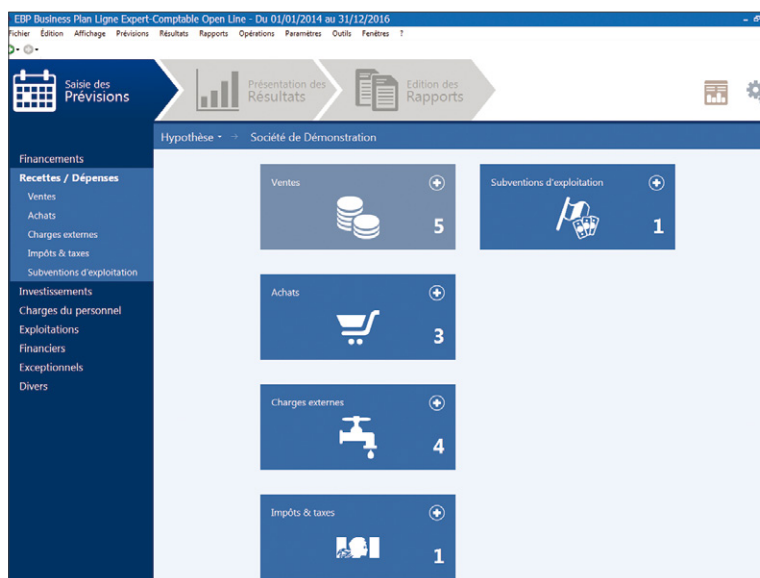 EBP Business Plan Ligne Expert-Comptable Open Line - Du 01/01/2014 au 31/12/2016
Fichier Édition Affichage Prévisions Résultats Rapports Opérations Paramètres Outils Fenêtres ?
Saisie des
Prévisions
Présentation des
Résultats
Edition des
Rapports
Hypothèse
Société de Démonstration
Financements
Recettes / Dépenses
Ventes
Achats
Charges externes
Impôts & taxes
Subventions d'exploitation
Investissements
Charges du personnel
Exploitations
Financiers
Exceptionnels
Divers
Ventes
5
Subventions d'exploitation
1
Achats
3
Charges externes
4
Impôts & taxes
1